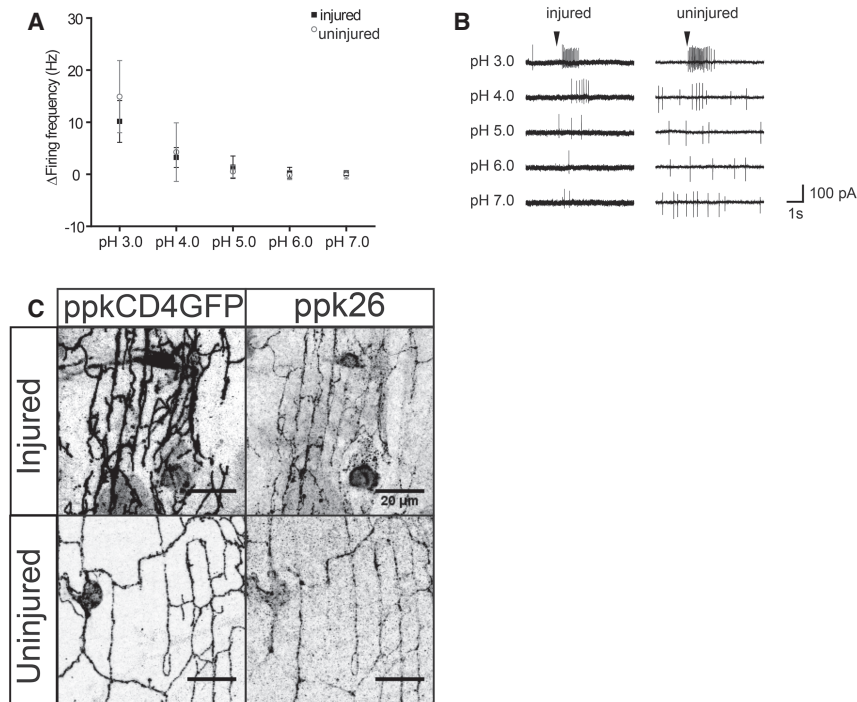 A
30
20
10
0
-10
ΔFiring frequency (Hz)
injured
uninjured
pH 3.0 pH 4.0 pH 5.0 pH 6.0 pH 7.0
B
injured uninjured
pH 3.0
pH 4.0
pH 5.0
pH 6.0
pH 7.0
100 pA
1s
C
ppkCD4GFP ppk26
Injured
20 µm
Uninjured